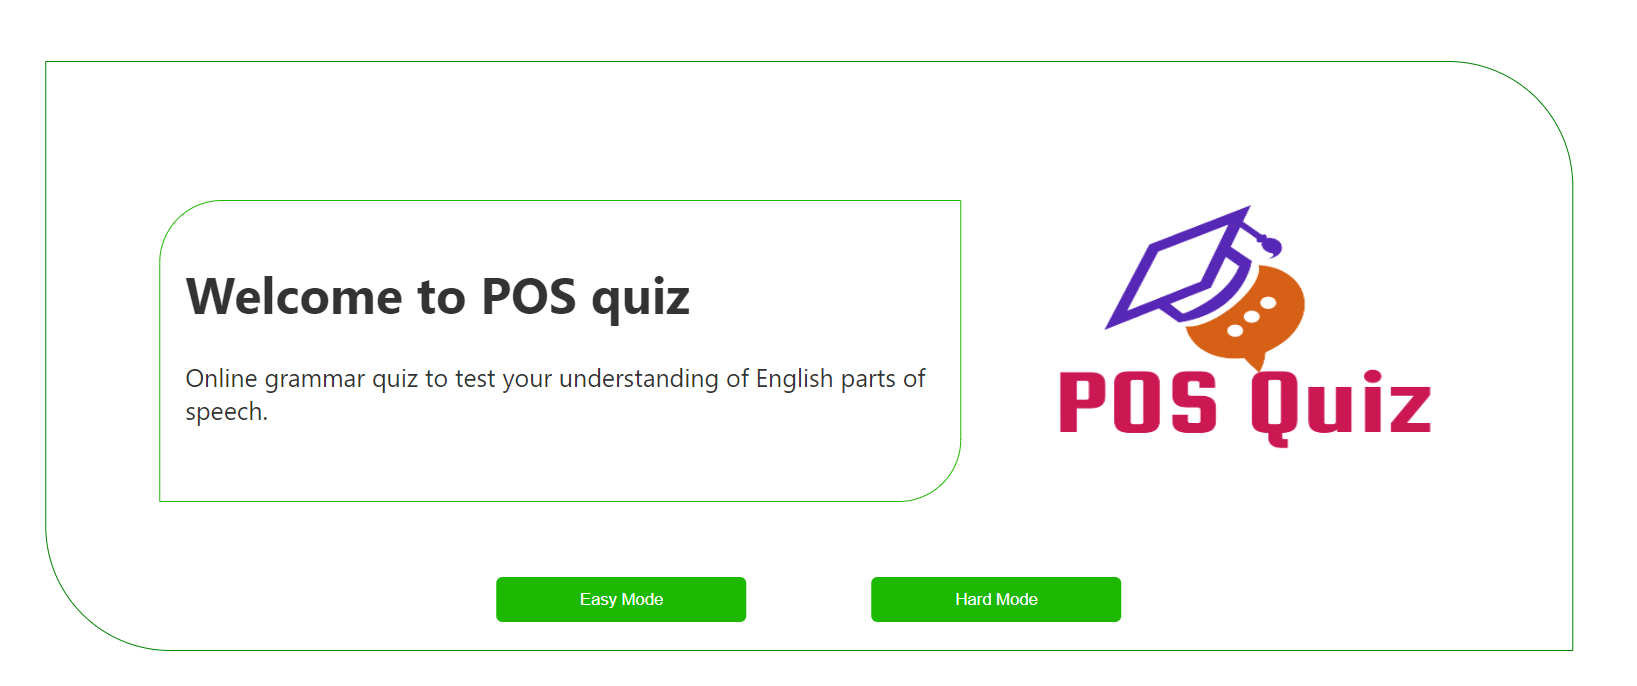 Welcome to POS quiz
Online grammar quiz to test your understanding of English parts of
speech.
POS Quiz
Easy Mode
Hard Mode